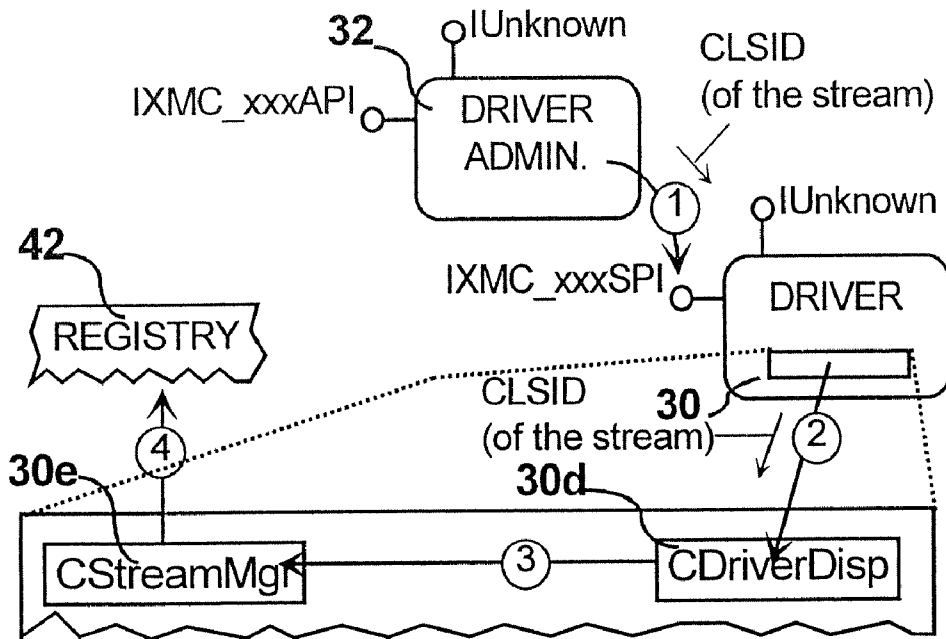 32
IUnknown
CLSID
(of the stream)
IXMC_xxxAPI
DRIVER
ADMIN.
1
IUnknown
42
IXMC_xxxSPI
DRIVER
REGISTRY
CLSID
(of the stream)
30
2
4
30e
30d
CStreamMgr
3
CDriverDisp